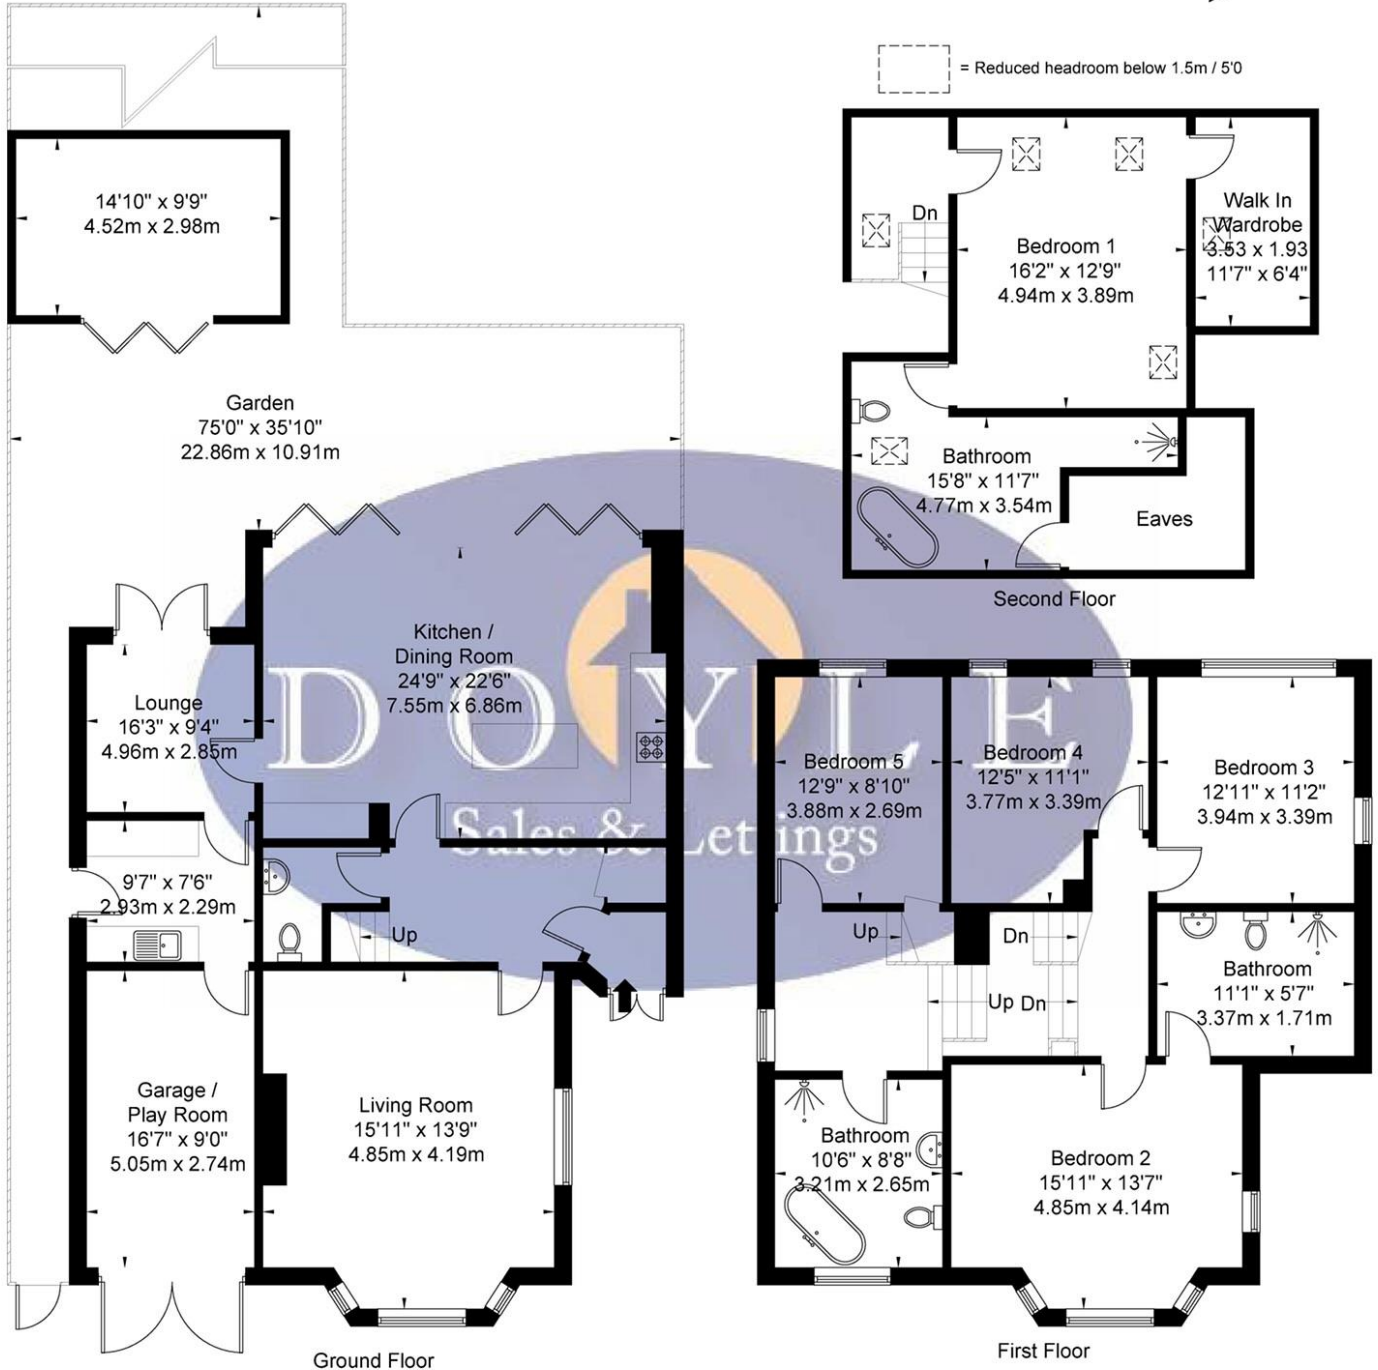 = Reduced headroom below 1.5m / 5'0
14'10" x 9'9"
4.52m x 2.98m
Garden
75'0" x 35'10"
22.86m x 10.91m
Kitchen /
Dining Room
24'9" x 22'6"
7.55m x 6.86m
Lounge
16'3" x 9'4"
4.96m x 2.85m
9'7" x 7'6"
2.93m x 2.29m
Up
Garage /
Play Room
16'7" x 9'0"
5.05m x 2.74m
Living Room
15'11" x 13'9"
4.85m x 4.19m
Ground Floor
Dn
Bedroom 1
16'2" x 12'9"
4.94m x 3.89m
Walk In
Wardrobe
3.53 x 1.93
11'7" x 6'4"
Bathroom
15'8" x 11'7"
4.77m x 3.54m
Eaves
Second Floor
Bedroom 5
12'9" x 8'10"
3.88m x 2.69m
Bedroom 4
12'5" x 11'1"
3.77m x 3.39m
Bedroom 3
12'11" x 11'2"
3.94m x 3.39m
Up
Dn
Up Dn
Bathroom
11'1" x 5'7"
3.37m x 1.71m
Bathroom
10'6" x 8'8"
3.21m x 2.65m
Bedroom 2
15'11" x 13'7"
4.85m x 4.14m
First Floor
DOYLE
Sales & Lettings